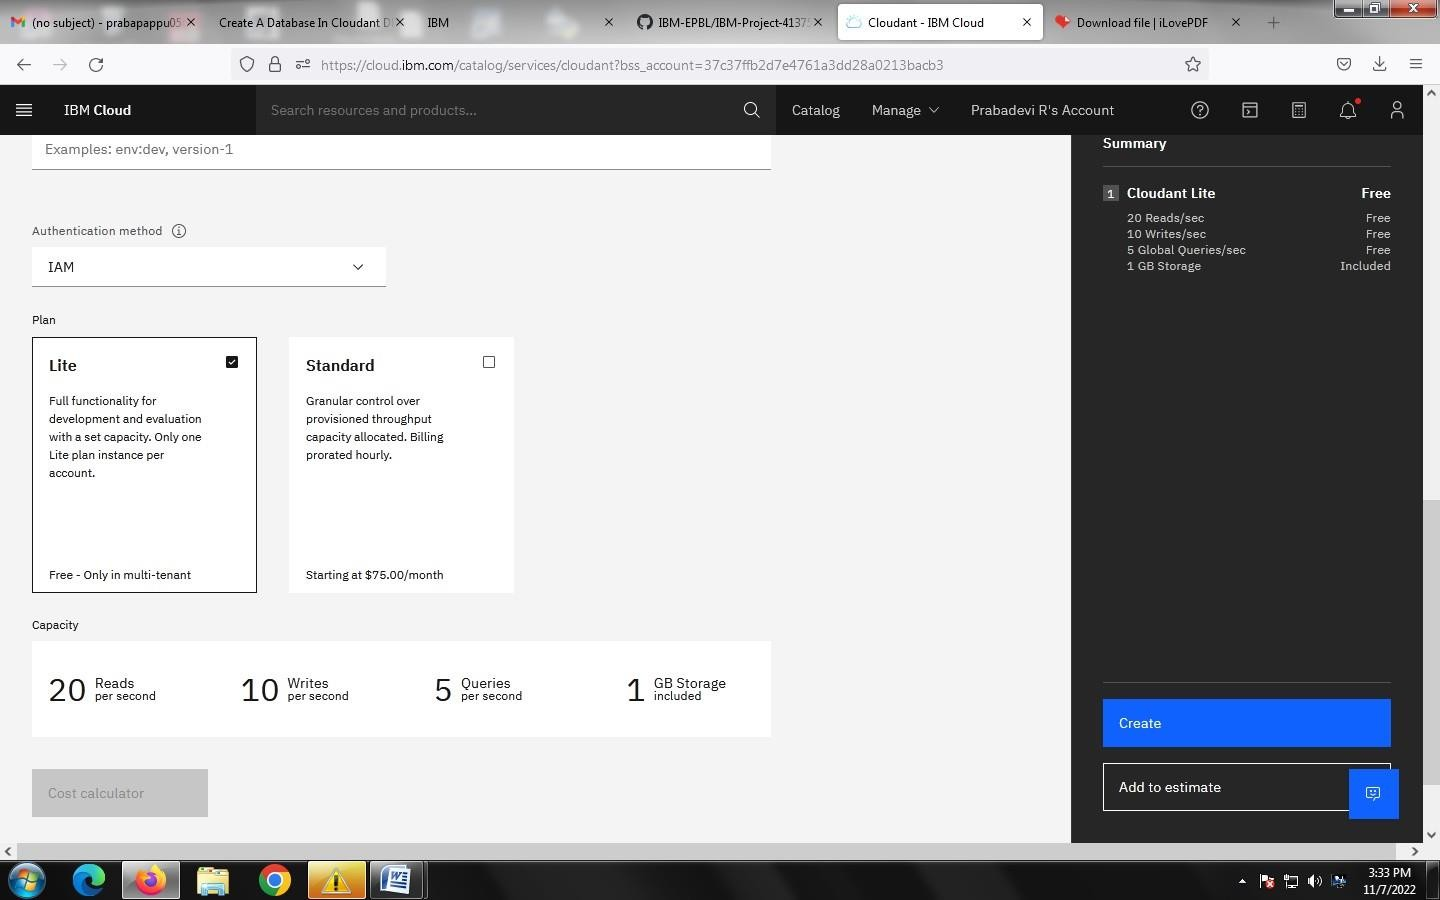 (no subject) - prabapappu05
Create A Database In Cloudant D
IBM
IBM-EPBL/IBM-Project-41375
Cloudant - IBM Cloud
Download file | iLovePDF
https://cloud.ibm.com/catalog/services/cloudant?bss_account=37c37ffb2d7e4761a3dd28a0213bacb3
IBM Cloud
Search resources and products...
Catalog
Manage
Prabadevi R's Account
Examples: env:dev, version-1
Authentication method
IAM
Plan
Lite
Full functionality for
development and evaluation
with a set capacity. Only one
Lite plan instance per
account.
Free - Only in multi-tenant
Standard
Granular control over
provisioned throughput
capacity allocated. Billing
prorated hourly.
Starting at $75.00/month
Capacity
20 Reads per second
10 Writes per second
5 Queries per second
1 GB Storage included
Cost calculator
Summary
1 Cloudant Lite Free
20 Reads/sec Free
10 Writes/sec Free
5 Global Queries/sec Free
1 GB Storage Included
Create
Add to estimate
3:33 PM
11/7/2022